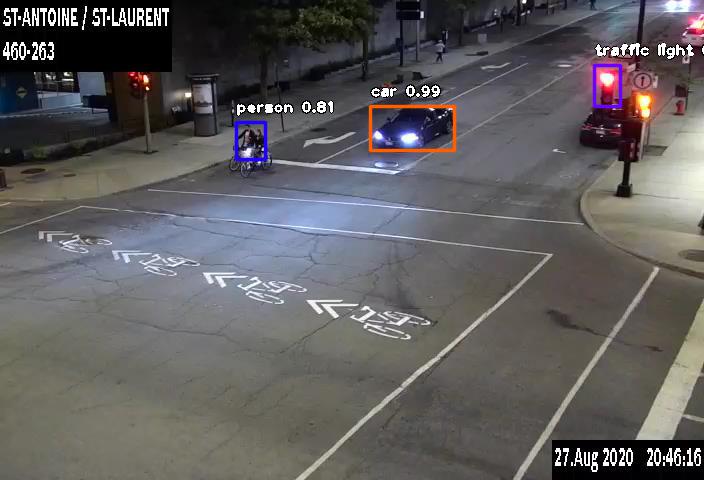 ST-ANTOINE / ST-LAURENT
460-263
traffic light
car 0.99
person 0.81
27.Aug 2020 20:46:16